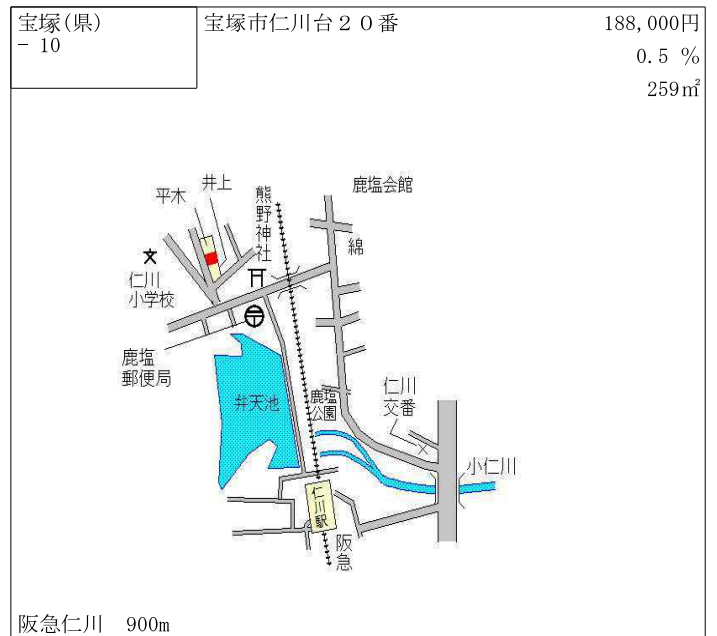 宝塚(県)
－ 10
宝塚市仁川台２０番
188,000円
0.5 %
259㎡
鹿塩会館
井上
平木
熊野神社
綿
仁川
小学校
鹿塩
郵便局
弁天池
鹿塩
公園
仁川
交番
小仁川
仁川駅
阪急
阪急仁川　900m